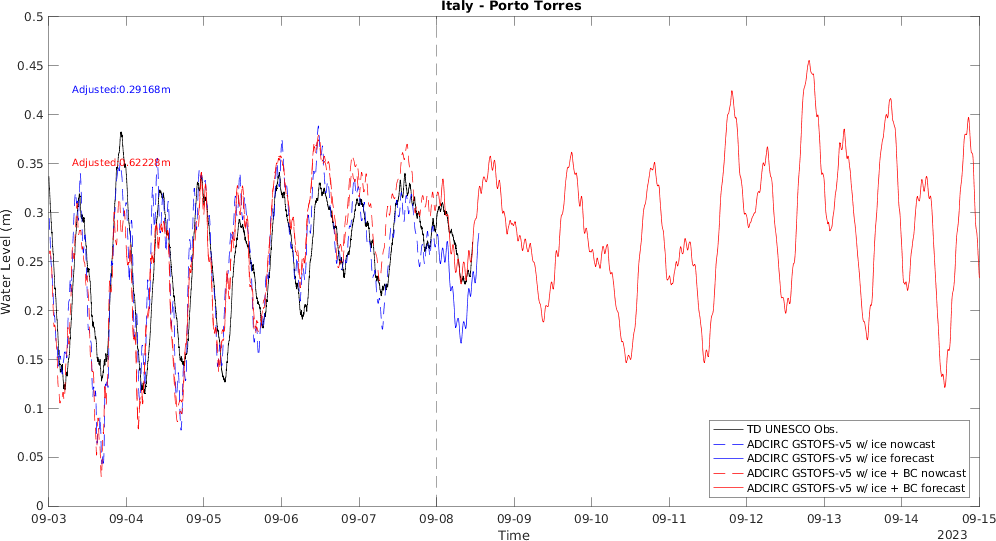 Italy - Porto Torres
0.5
0.45
0.4
0.35
0.3
0.25
0.2
0.15
0.1
0.05
0
Water Level (m)
Adjusted:0.29168m
Adjusted:0.62228m
TD UNESCO Obs.
ADCIRC GSTOFS-v5 w/ ice nowcast
ADCIRC GSTOFS-v5 w/ ice forecast
ADCIRC GSTOFS-v5 w/ ice + BC nowcast
ADCIRC GSTOFS-v5 w/ ice + BC forecast
09-03 09-04 09-05 09-06 09-07 09-08 09-09 09-10 09-11 09-12 09-13 09-14 09-15
Time
2023